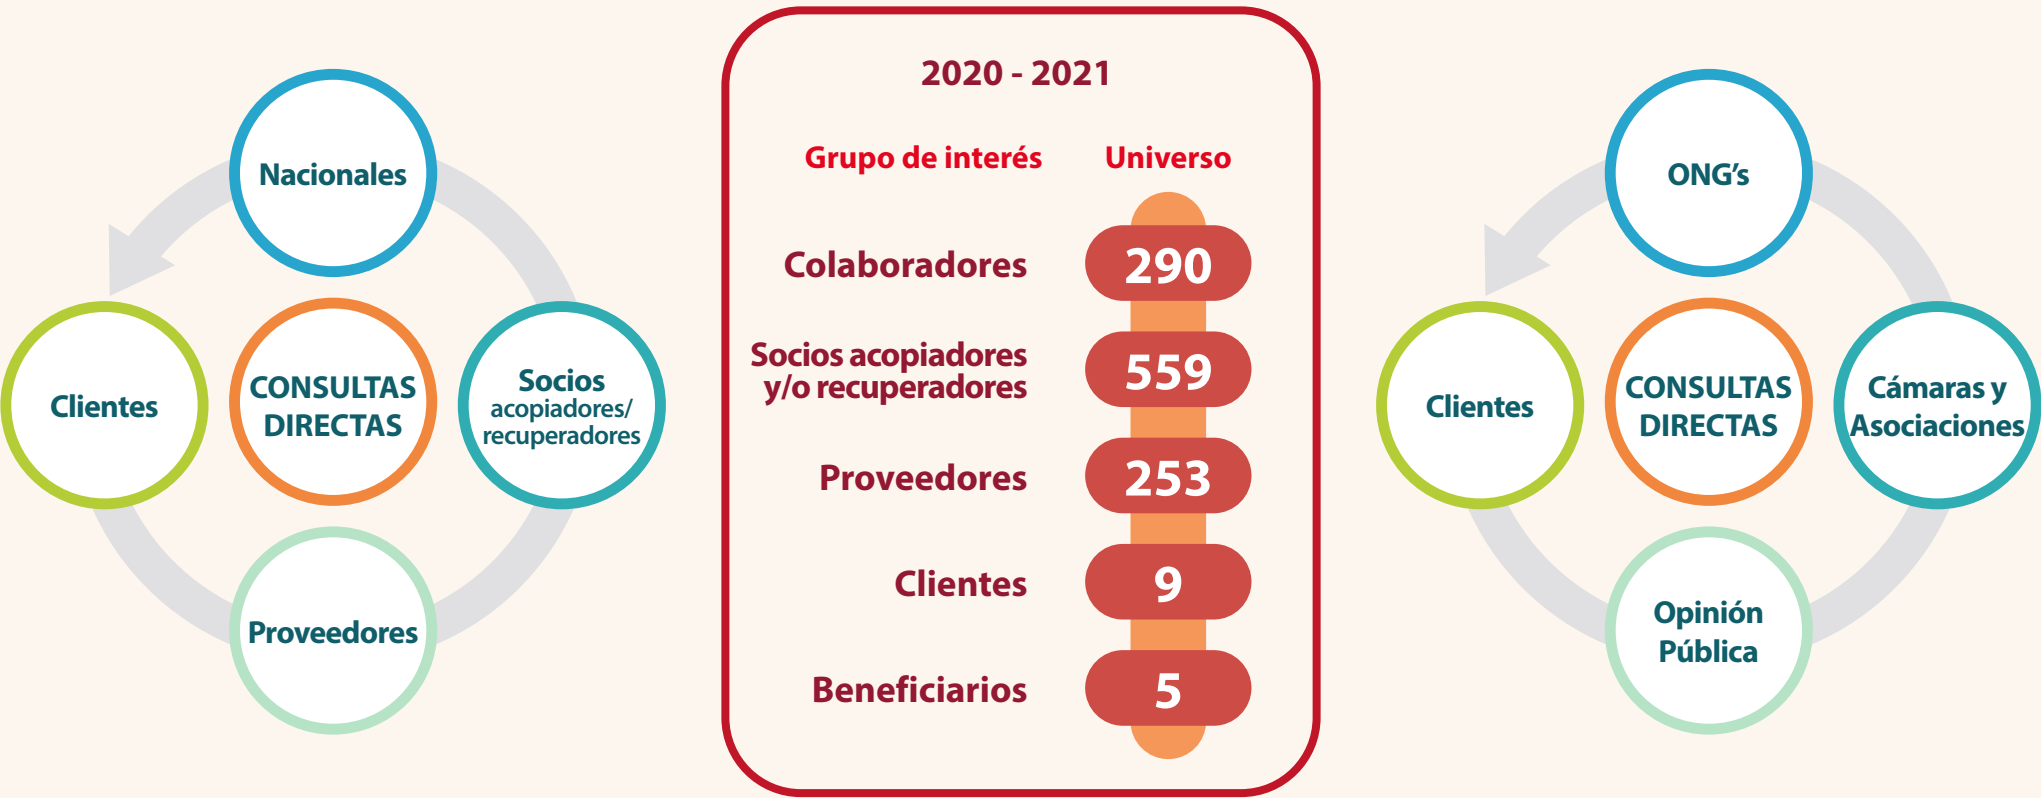 Nacionales
Clientes
CONSULTAS
DIRECTAS
Socios
acopiadores/
recuperadores
Proveedores
2020 - 2021
Grupo de interés Universo
Colaboradores 290
Socios acopiadores
y/o recuperadores 559
Proveedores 253
Clientes 9
Beneficiarios 5
ONG’s
Clientes
CONSULTAS
DIRECTAS
Cámaras y
Asociaciones
Opinión
Pública